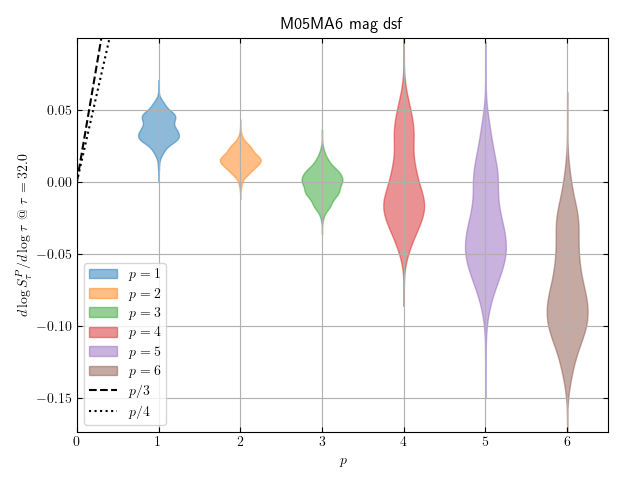 M05MA6 mag dsf
d log S_τ^P / d log τ @ τ = 32.0
0.05
0.00
−0.05
−0.10
−0.15
p = 1
p = 2
p = 3
p = 4
p = 5
p = 6
p/3
p/4
0 1 2 3 4 5 6
p